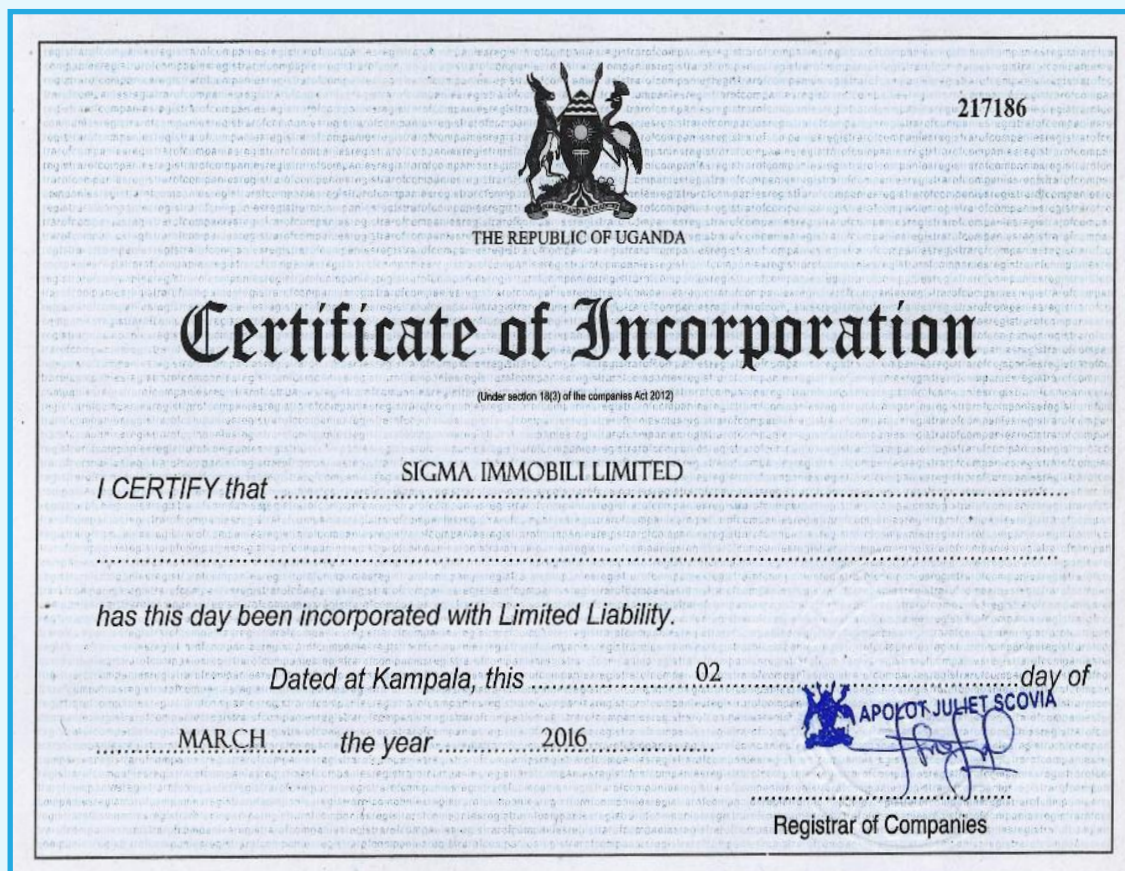 217186
THE REPUBLIC OF UGANDA
Certificate of Incorporation
(Under section 18(3) of the companies Act 2012)
I CERTIFY that SIGMA IMMOBILI LIMITED
has this day been incorporated with Limited Liability.
Dated at Kampala, this 02 day of
APOLOT JULIET SCOVIA
MARCH the year 2016
Registrar of Companies